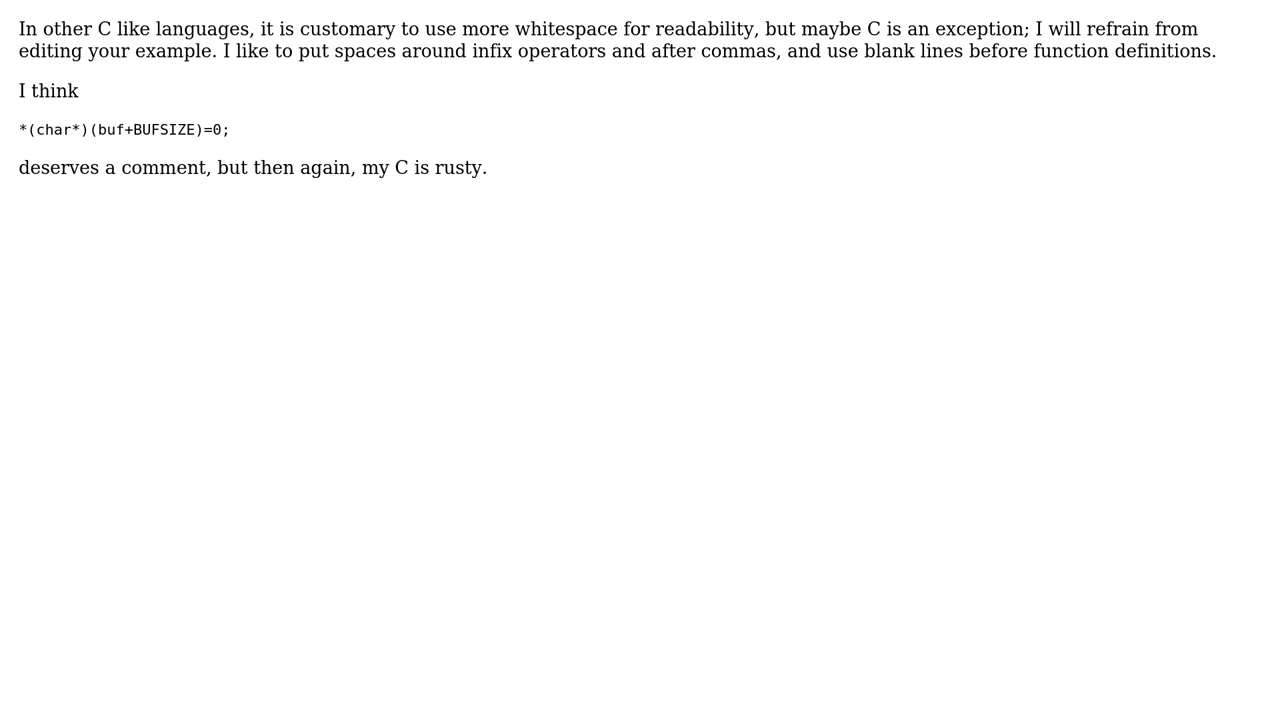 In other C like languages, it is customary to use more whitespace for readability, but maybe C is an exception; I will refrain from
editing your example. I like to put spaces around infix operators and after commas, and use blank lines before function definitions.
I think
*(char*)(buf+BUFSIZE)=0;
deserves a comment, but then again, my C is rusty.